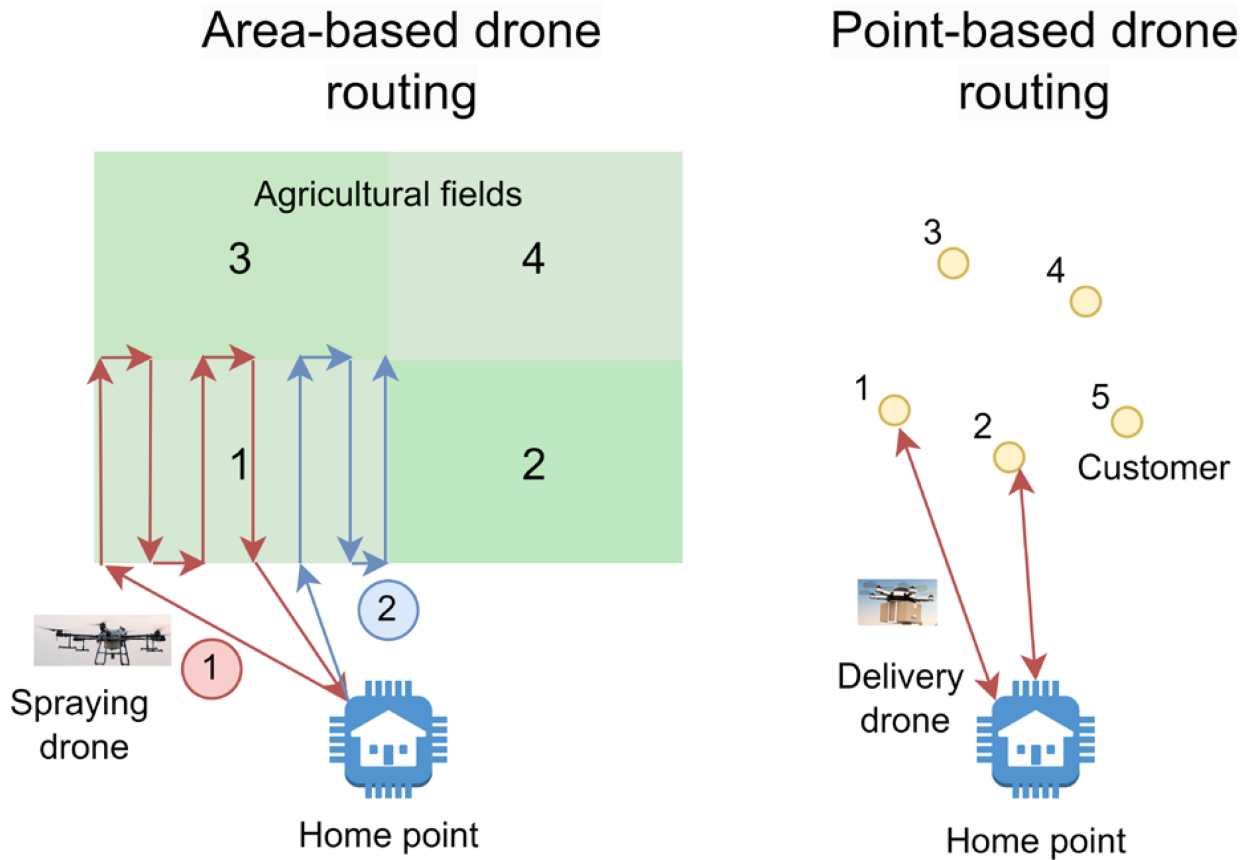 Area-based drone
routing
Agricultural fields
3
4
1
2
1
2
Spraying
drone
Home point
Point-based drone
routing
3
4
1
2
5
Customer
Delivery
drone
Home point